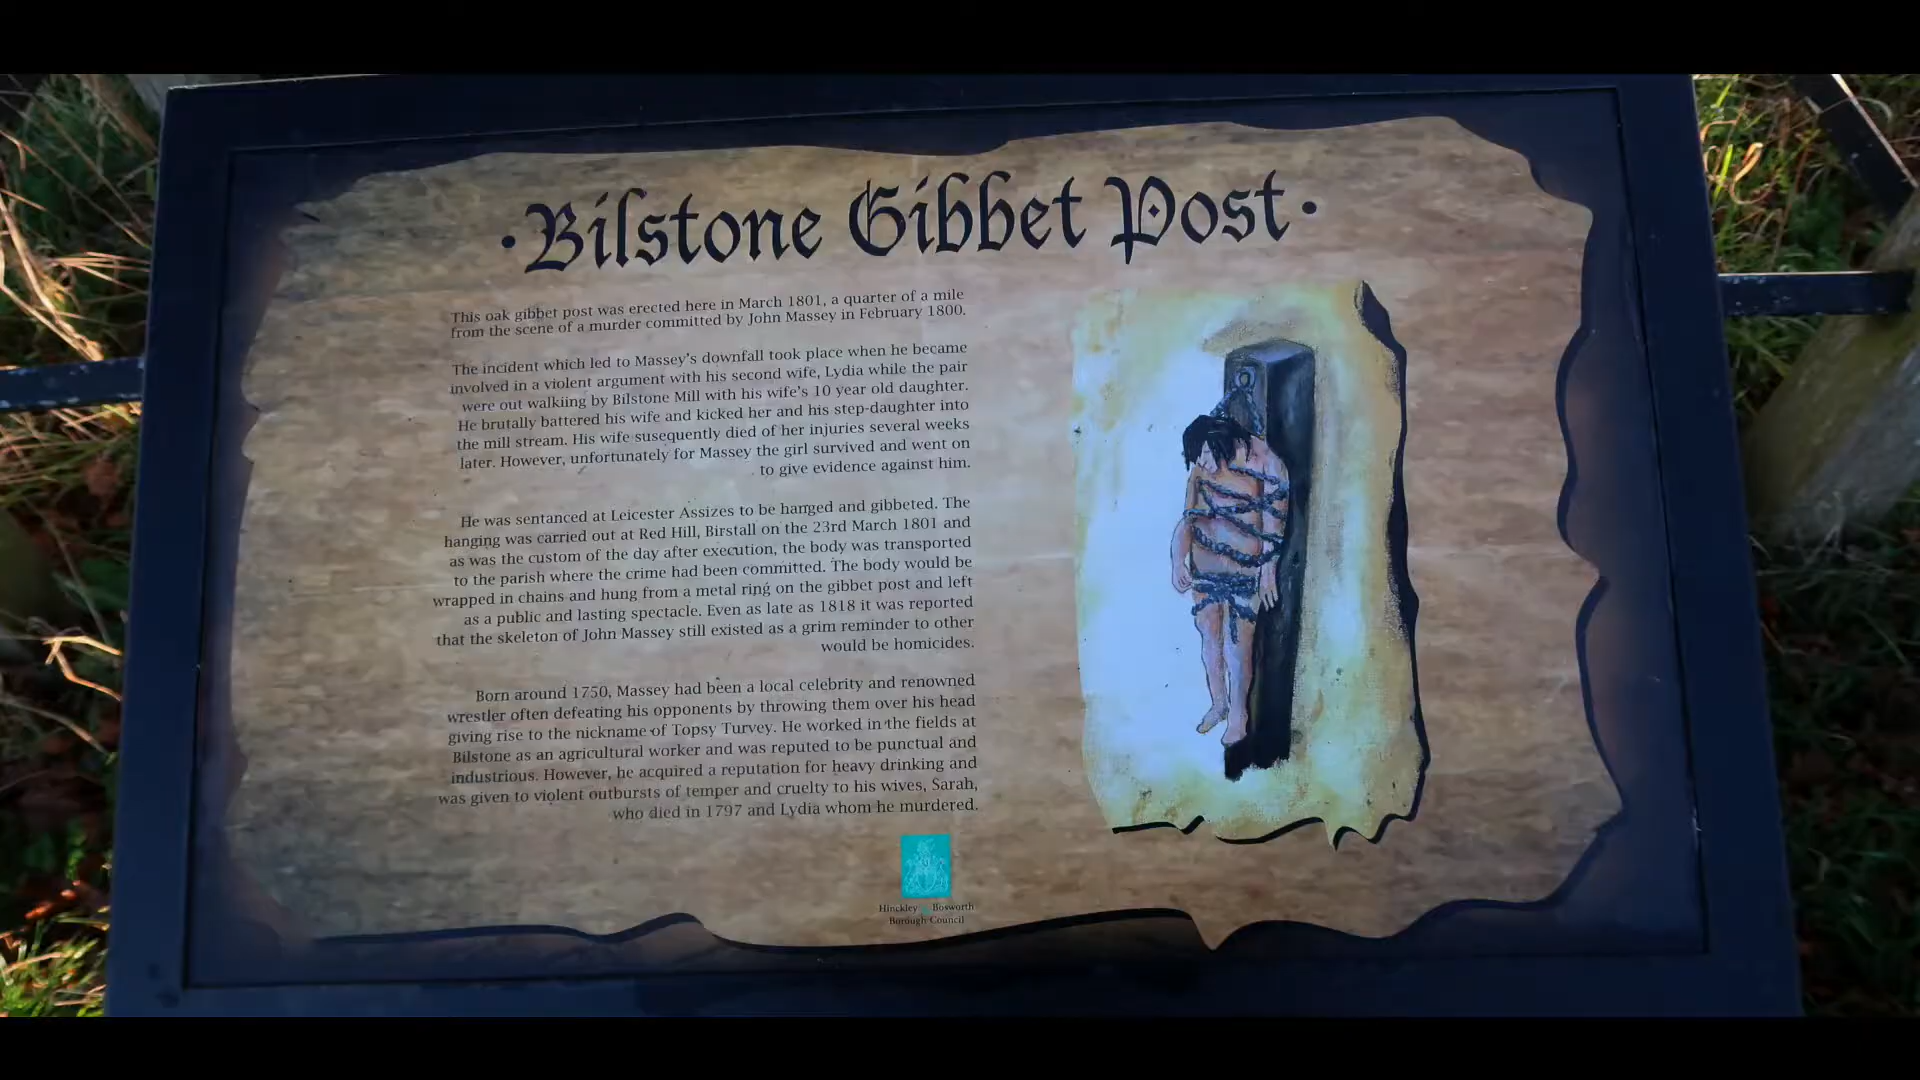 ·Bilstone Gibbet Post·
This oak gibbet post was erected here in March 1801, a quarter of a mile
from the scene of a murder committed by John Massey in February 1800.
The incident which led to Massey's downfall took place when he became
involved in a violent argument with his second wife, Lydia while the pair
were out walkiing by Bilstone Mill with his wife's 10 year old daughter.
He brutally battered his wife and kicked her and his step-daughter into
the mill stream. His wife susequently died of her injuries several weeks
later. However, unfortunately for Massey the girl survived and went on
to give evidence against him.
He was sentanced at Leicester Assizes to be hanged and gibbeted. The
hanging was carried out at Red Hill, Birstall on the 23rd March 1801 and
as was the custom of the day after execution, the body was transported
to the parish where the crime had been committed. The body would be
wrapped in chains and hung from a metal ring on the gibbet post and left
as a public and lasting spectacle. Even as late as 1818 it was reported
that the skeleton of John Massey still existed as a grim reminder to other
would be homicides.
Born around 1750, Massey had been a local celebrity and renowned
wrestler often defeating his opponents by throwing them over his head
giving rise to the nickname of Topsy Turvey. He worked in the fields at
Bilstone as an agricultural worker and was reputed to be punctual and
industrious. However, he acquired a reputation for heavy drinking and
was given to violent outbursts of temper and cruelty to his wives, Sarah,
who died in 1797 and Lydia whom he murdered.
Hinckley Bosworth
Borough Council